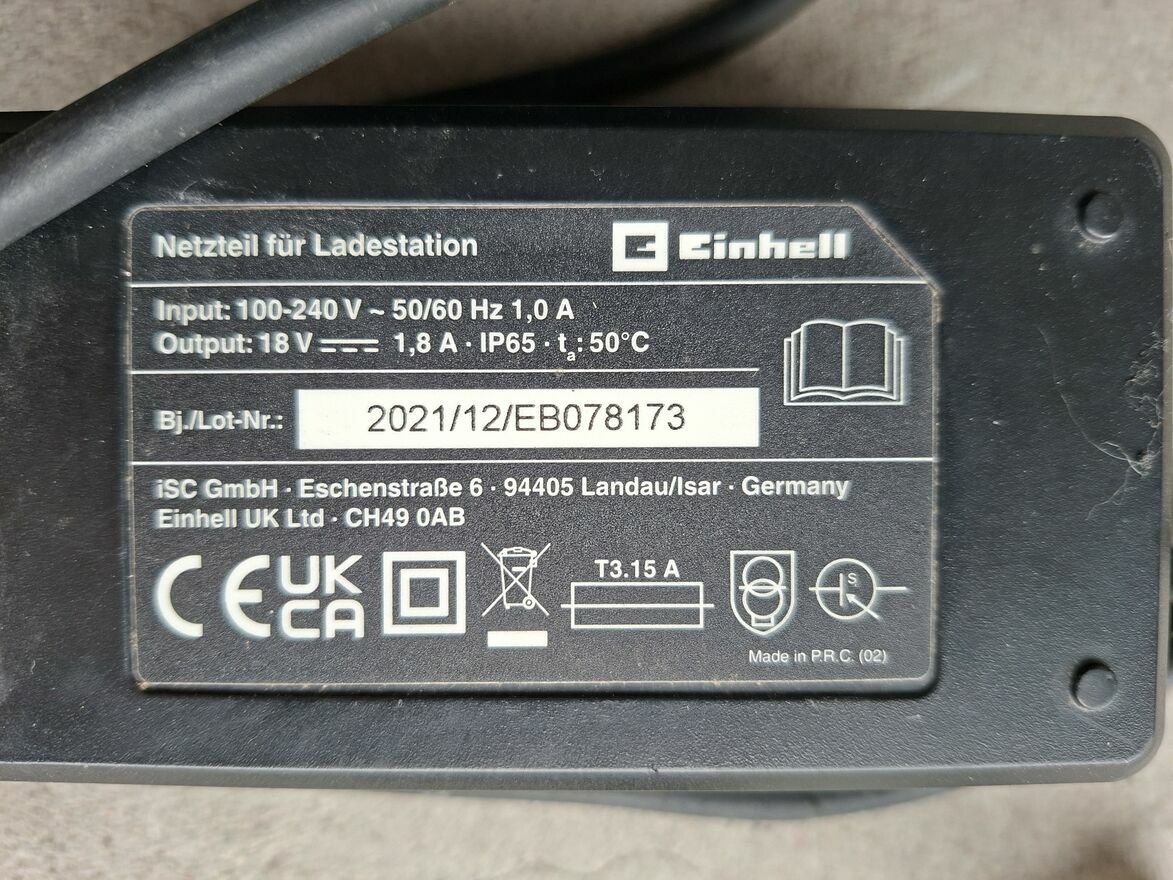 Netzteil für Ladestation
Einhell
Input: 100-240 V ~ 50/60 Hz 1,0 A
Output: 18 V ⎓ 1,8 A · IP65 · ta: 50°C
Bj./Lot-Nr.: 2021/12/EB078173
iSC GmbH · Eschenstraße 6 · 94405 Landau/Isar · Germany
Einhell UK Ltd · CH49 0AB
CE UK
CA
T3.15 A
S
Made in P.R.C. (02)